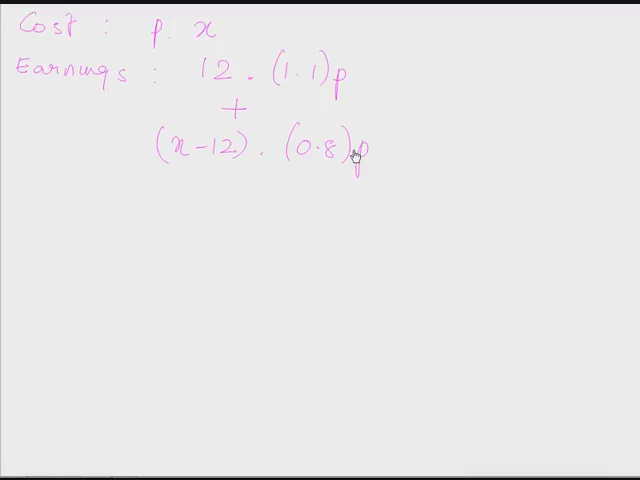 Cost : p. x
Earnings : 12 . (1.1)p
+
(x-12) . (0.8)p